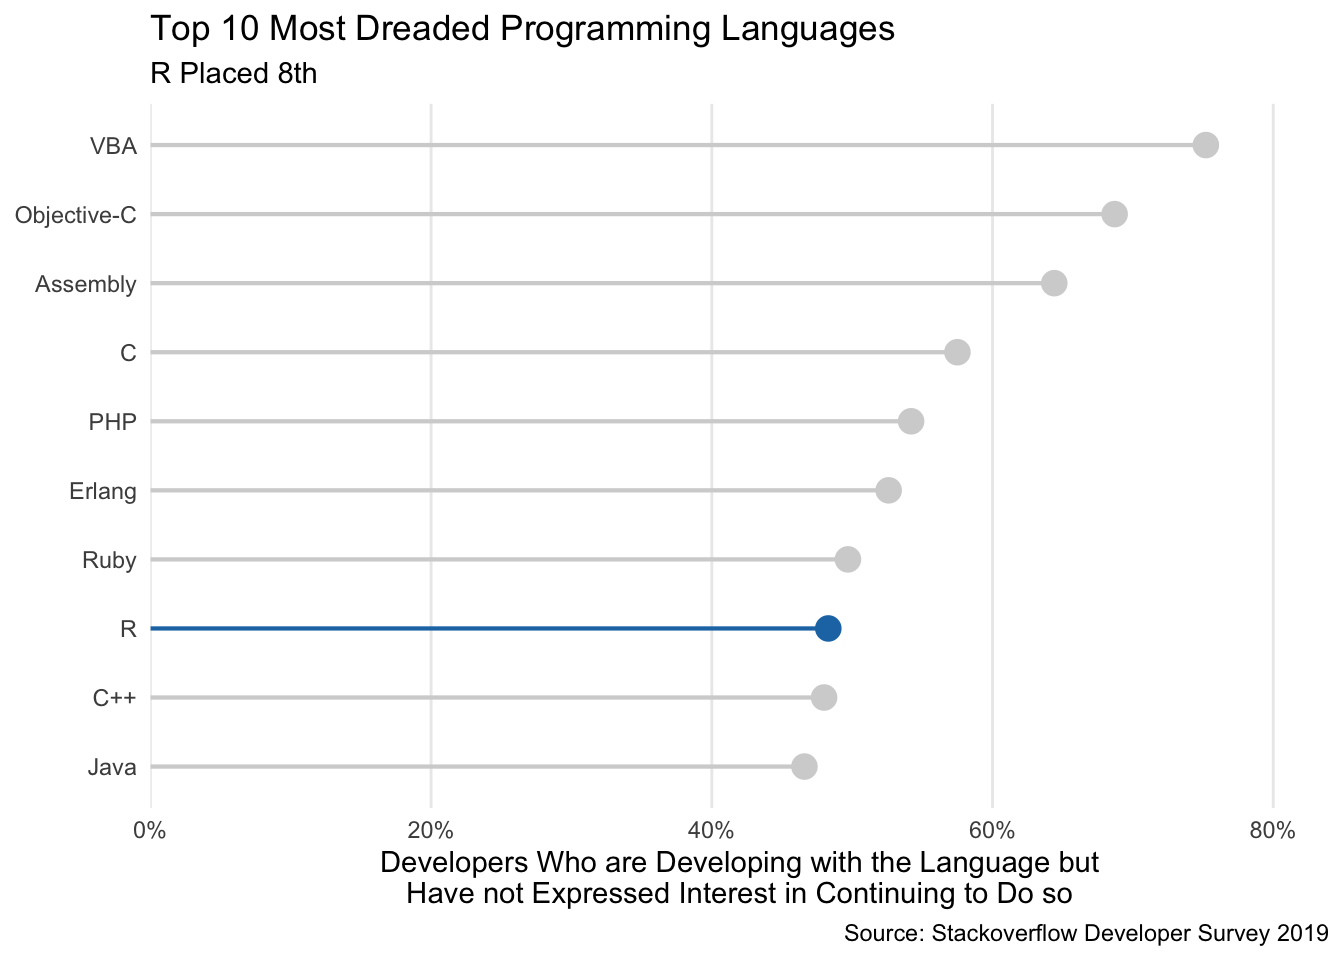 Top 10 Most Dreaded Programming Languages
R Placed 8th
VBA
Objective-C
Assembly
C
PHP
Erlang
Ruby
R
C++
Java
0% 20% 40% 60% 80%
Developers Who are Developing with the Language but
Have not Expressed Interest in Continuing to Do so
Source: Stackoverflow Developer Survey 2019